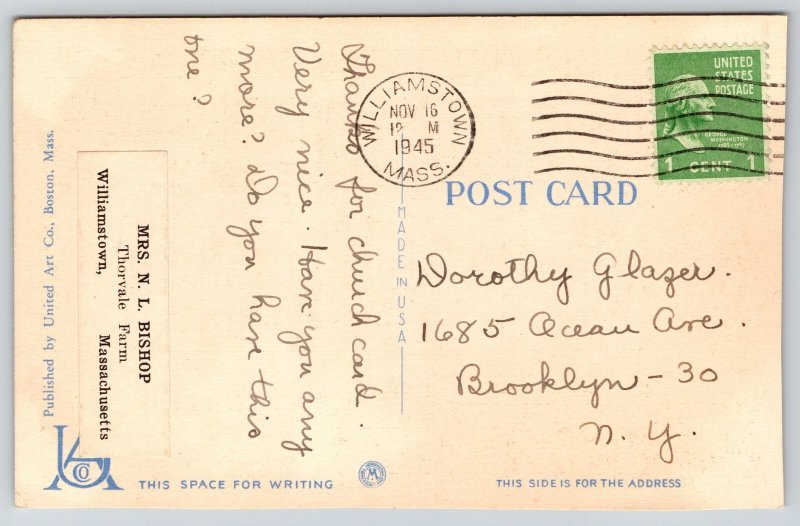 Thanks for church card.
Very nice. Have you any
more? Do you have this
one?
MRS. N. L. BISHOP
Thorvale Farm
Williamstown, Massachusetts
Published by United Art Co., Boston, Mass.
THIS SPACE FOR WRITING
MADE IN USA
WILLIAMSTOWN
NOV 16
12 M
1945
MASS.
UNITED
STATES
POSTAGE
GEORGE
WASHINGTON
1 CENT 1
POST CARD
Dorothy Glazer.
1685 Ocean Ave.
Brooklyn - 30
N. Y.
THIS SIDE IS FOR THE ADDRESS